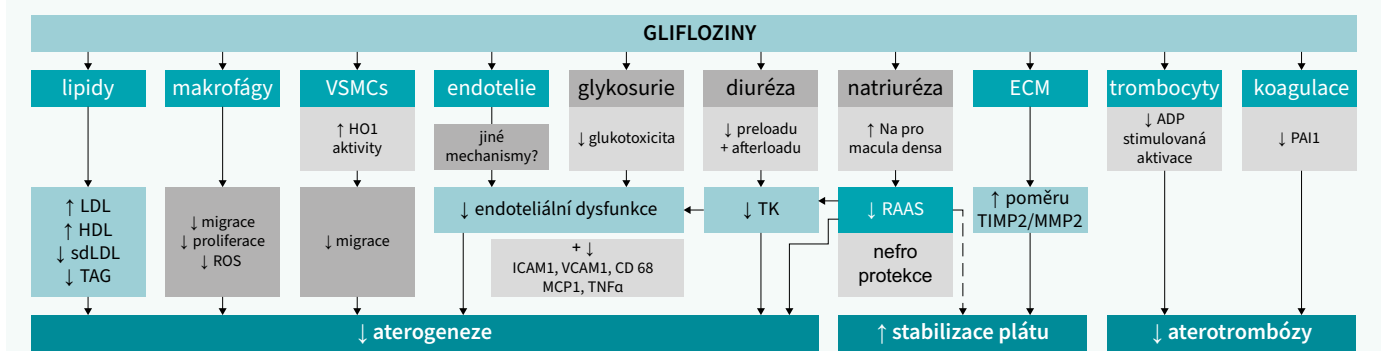 GLIFLOZINY
lipidy
makrofágy
VSMCs
endotelie
glykosurie
diuréza
natriuréza
ECM
trombocyty
koagulace
↑ HO1
aktivity
jiné
mechanismy?
↓ glukotoxicita
↓ preloadu
+ afterloadu
↑ Na pro
macula densa
↓ ADP
stimulovaná
aktivace
↓ PAI1
↑ LDL
↑ HDL
↓ sdLDL
↓ TAG
↓ migrace
↓ proliferace
↓ ROS
↓ migrace
↓ endoteliální dysfunkce
+ ↓
ICAM1, VCAM1, CD 68
MCP1, TNFα
↓ TK
↓ RAAS
nefro
protekce
↑ poměru
TIMP2/MMP2
↓ aterogeneze
↑ stabilizace plátu
↓ aterotrombózy